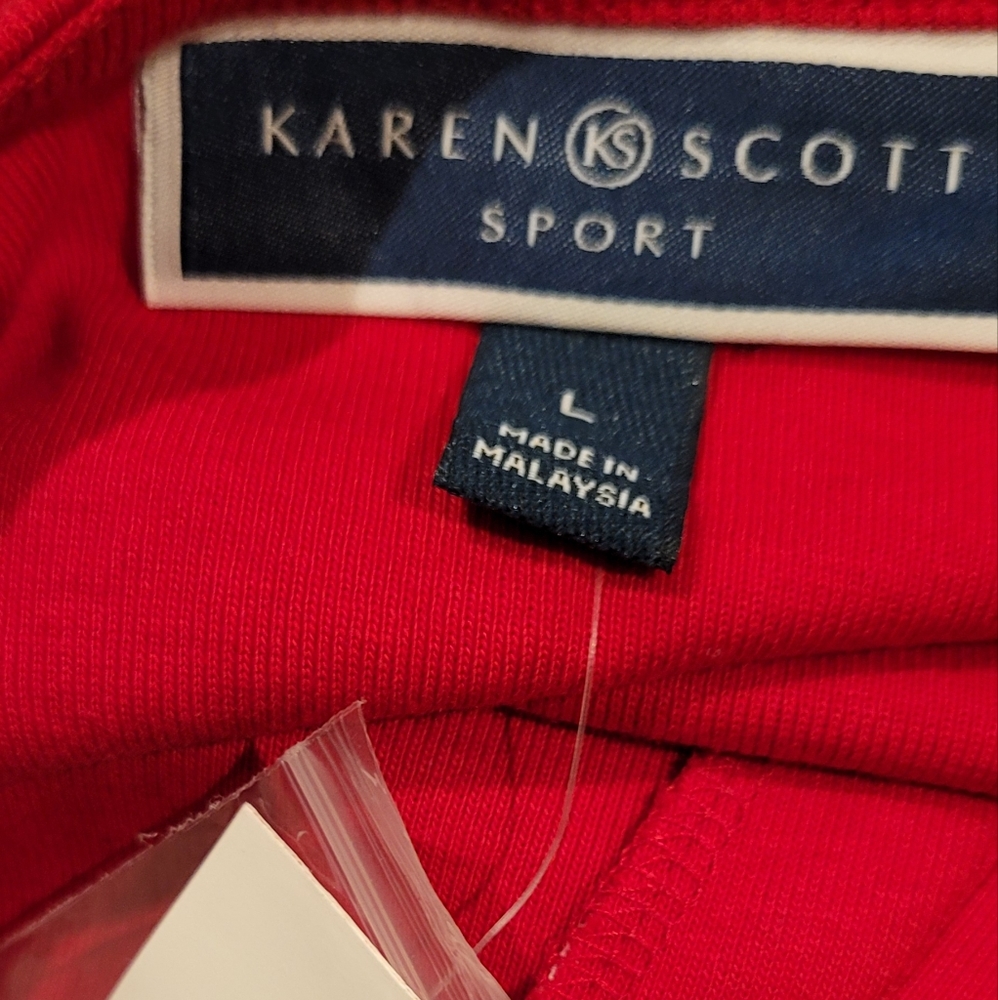 KAREN KS SCOTT
SPORT
L
MADE IN
MALAYSIA